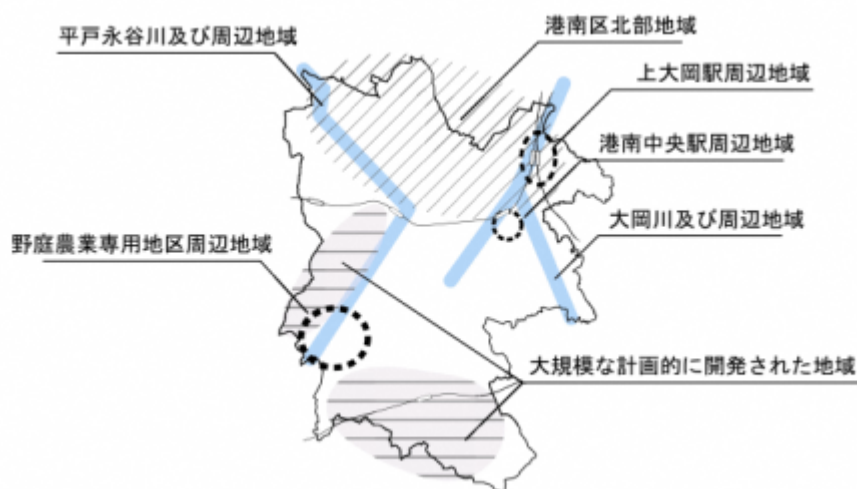 平戸永谷川及び周辺地域
港南区北部地域
上大岡駅周辺地域
港南中央駅周辺地域
大岡川及び周辺地域
野庭農業専用地区周辺地域
大規模な計画的に開発された地域